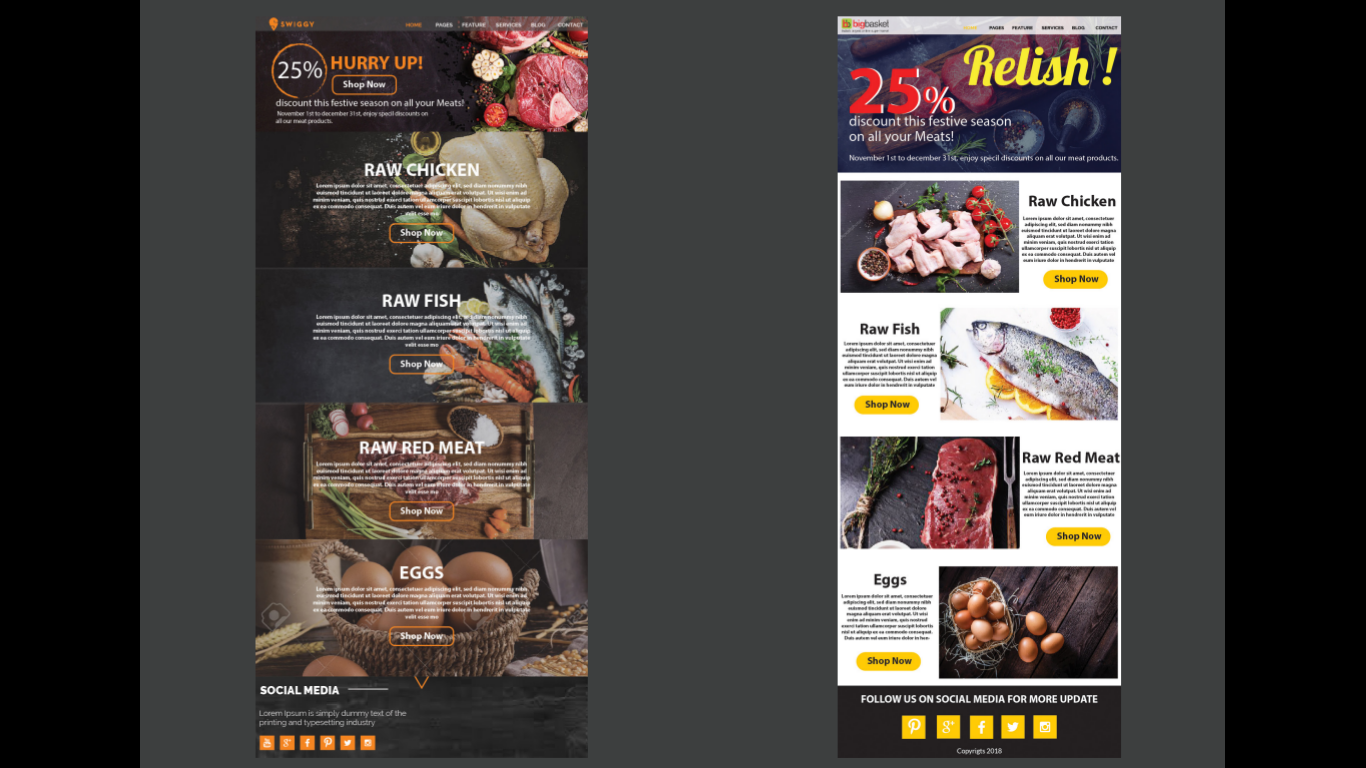 SWIGGY
HOME PAGES FEATURE SERVICES BLOG CONTACT
25%
HURRY UP!
Shop Now
discount this festive season on all your Meats!
November 1st to december 31st, enjoy specil discounts on
all our meat products.
RAW CHICKEN
Lorem ipsum dolor sit amet, consectetuer adipiscing elit, sed diam nonummy nibh
euismod tincidunt ut laoreet dolore magna aliquam erat volutpat. Ut wisi enim ad
minim veniam, quis nostrud exerci tation ullamcorper suscipit lobortis nisl ut aliquip
ex ea commodo consequat. Duis autem vel eum iriure dolor in hendrerit in vulputate
velit esse mo
Shop Now
RAW FISH
Lorem ipsum dolor sit amet, consectetuer adipiscing elit, sed diam nonummy nibh
euismod tincidunt ut laoreet dolore magna aliquam erat volutpat. Ut wisi enim ad
minim veniam, quis nostrud exerci tation ullamcorper suscipit lobortis nisl ut aliquip
ex ea commodo consequat. Duis autem vel eum iriure dolor in hendrerit in vulputate
velit esse mo
Shop Now
RAW RED MEAT
Lorem ipsum dolor sit amet, consectetuer adipiscing elit, sed diam nonummy nibh
euismod tincidunt ut laoreet dolore magna aliquam erat volutpat. Ut wisi enim ad
minim veniam, quis nostrud exerci tation ullamcorper suscipit lobortis nisl ut aliquip
ex ea commodo consequat. Duis autem vel eum iriure dolor in hendrerit in vulputate
velit esse mo
Shop Now
EGGS
Lorem ipsum dolor sit amet, consectetuer adipiscing elit, sed diam nonummy nibh
euismod tincidunt ut laoreet dolore magna aliquam erat volutpat. Ut wisi enim ad
minim veniam, quis nostrud exerci tation ullamcorper suscipit lobortis nisl ut aliquip
ex ea commodo consequat. Duis autem vel eum iriure dolor in hendrerit in vulputate
velit esse mo
Shop Now
SOCIAL MEDIA
Lorem Ipsum is simply dummy text of the
printing and typesetting industry
bigbasket
PAGES FEATURE SERVICES BLOG CONTACT
Relish !
25%
discount this festive season
on all your Meats!
November 1st to december 31st, enjoy specil discounts on all our meat products.
Raw Chicken
Lorem ipsum dolor sit amet, consectetuer
adipiscing elit, sed diam nonummy nibh
euismod tincidunt ut laoreet dolore magna
aliquam erat volutpat. Ut wisi enim ad
minim veniam, quis nostrud exerci tation
ullamcorper suscipit lobortis nisl ut aliquip
ex ea commodo consequat. Duis autem vel
eum iriure dolor in hendrerit in vulputate
Shop Now
Raw Fish
Lorem ipsum dolor sit amet, consectetuer
adipiscing elit, sed diam nonummy nibh
euismod tincidunt ut laoreet dolore magna
aliquam erat volutpat. Ut wisi enim ad
minim veniam, quis nostrud exerci tation
ullamcorper suscipit lobortis nisl ut aliquip
ex ea commodo consequat. Duis autem vel
eum iriure dolor in hendrerit in vulputate
Shop Now
Raw Red Meat
Lorem ipsum dolor sit amet, consectetuer
adipiscing elit, sed diam nonummy nibh
euismod tincidunt ut laoreet dolore magna
aliquam erat volutpat. Ut wisi enim ad
minim veniam, quis nostrud exerci tation
ullamcorper suscipit lobortis nisl ut aliquip
ex ea commodo consequat. Duis autem vel
eum iriure dolor in hendrerit in vulputate
Shop Now
Eggs
Lorem ipsum dolor sit amet, consectetuer
adipiscing elit, sed diam nonummy nibh
euismod tincidunt ut laoreet dolore
magna aliquam erat volutpat. Ut wisi
enim ad minim veniam, quis nostrud
exerci tation ullamcorper suscipit lobortis
nisl ut aliquip ex ea commodo consequat.
Duis autem vel eum iriure dolor in hen-
Shop Now
FOLLOW US ON SOCIAL MEDIA FOR MORE UPDATE
Copyrigts 2018